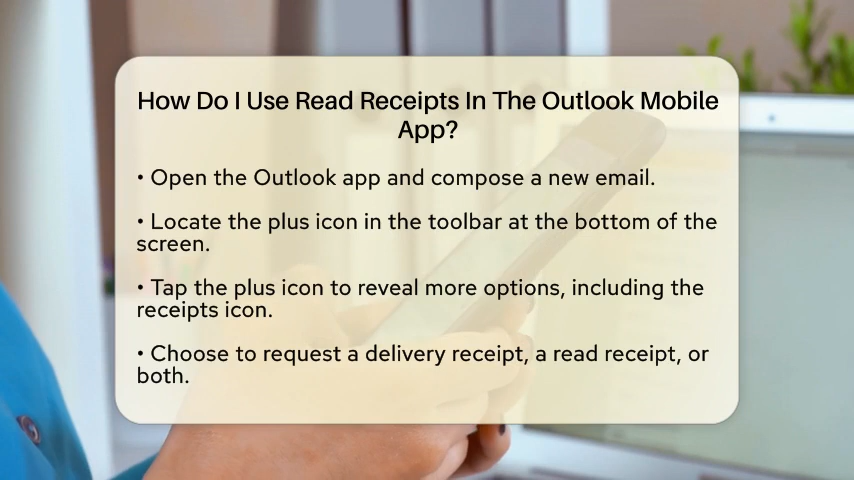 How Do I Use Read Receipts In The Outlook Mobile
App?
• Open the Outlook app and compose a new email.
• Locate the plus icon in the toolbar at the bottom of the
screen.
• Tap the plus icon to reveal more options, including the
receipts icon.
• Choose to request a delivery receipt, a read receipt, or
both.